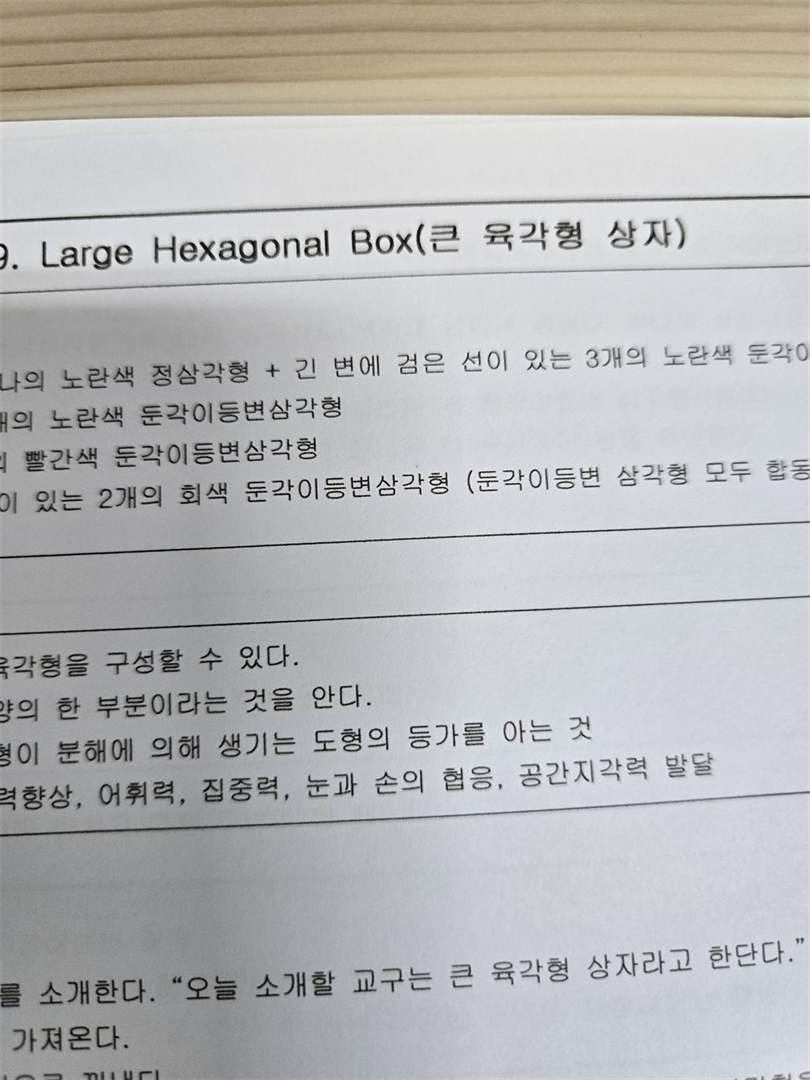 9. Large Hexagonal Box(큰 육각형 상자)
나의 노란색 정삼각형 + 긴 변에 검은 선이 있는 3개의 노란색 둔각이
개의 노란색 둔각이등변삼각형
의 빨간색 둔각이등변삼각형
이 있는 2개의 회색 둔각이등변삼각형 (둔각이등변 삼각형 모두 합동
육각형을 구성할 수 있다.
양의 한 부분이라는 것을 안다.
형이 분해에 의해 생기는 도형의 등가를 아는 것
력향상, 어휘력, 집중력, 눈과 손의 협응, 공간지각력 발달
를 소개한다. “오늘 소개할 교구는 큰 육각형 상자라고 한단다.”
가져온다.